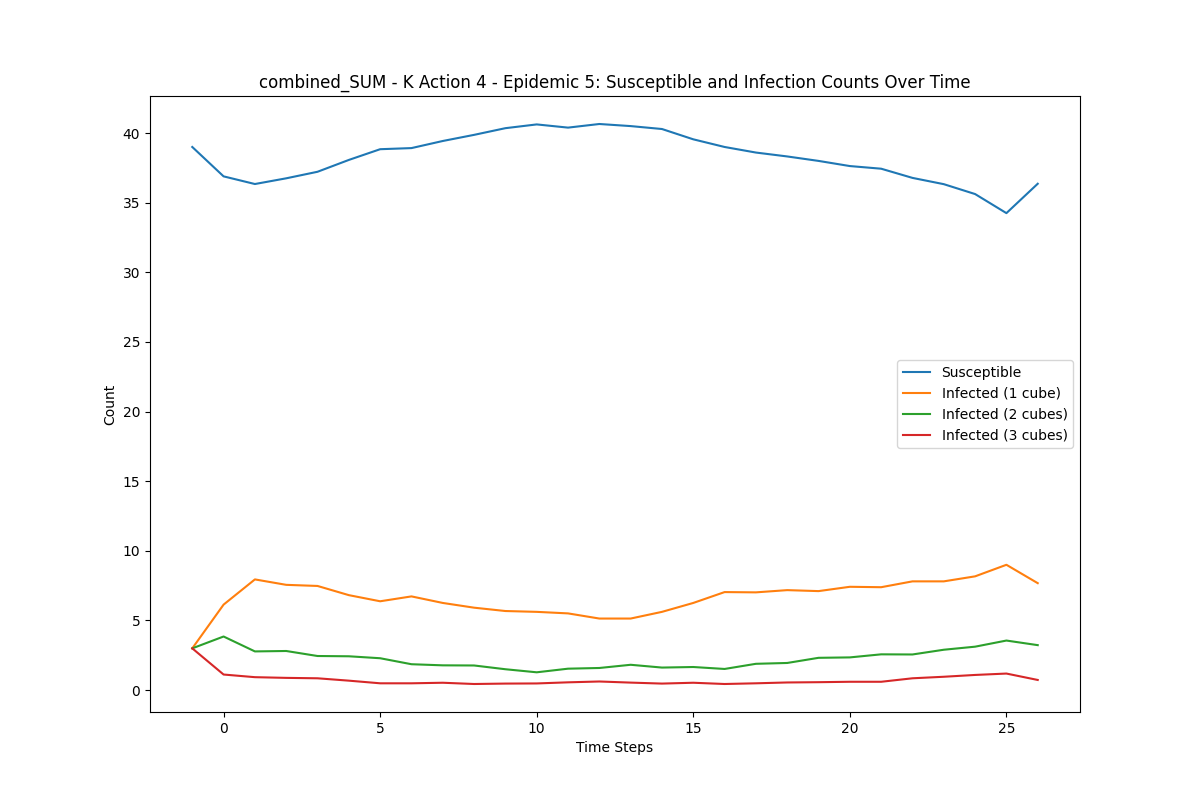 combined_SUM - K Action 4 - Epidemic 5: Susceptible and Infection Counts Over Time
40
35
30
25
20
15
10
5
0
Count
Susceptible
Infected (1 cube)
Infected (2 cubes)
Infected (3 cubes)
0 5 10 15 20 25
Time Steps